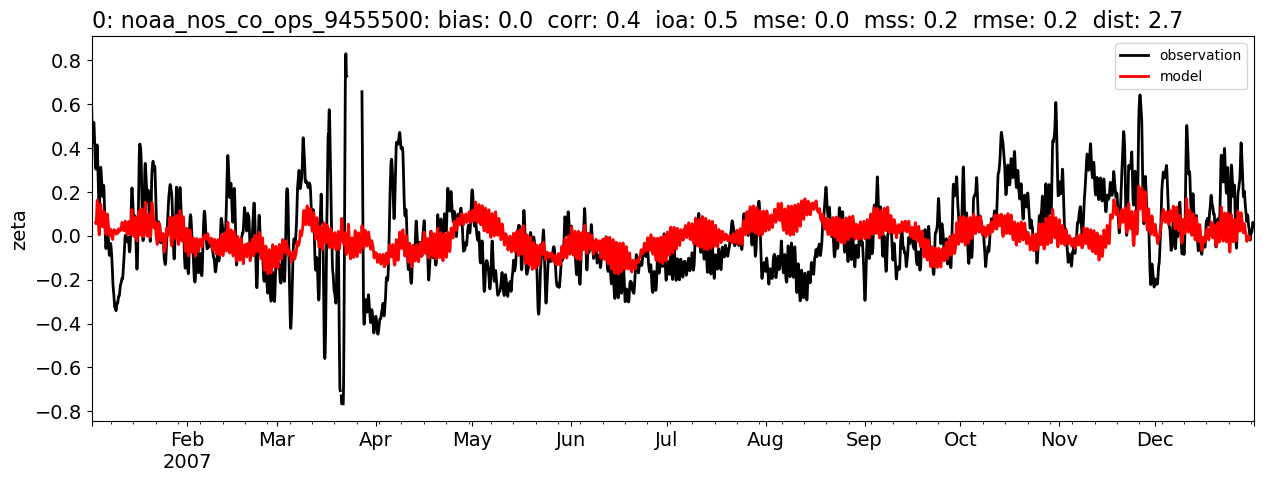 0: noaa_nos_co_ops_9455500: bias: 0.0  corr: 0.4  ioa: 0.5  mse: 0.0  mss: 0.2  rmse: 0.2  dist: 2.7
observation
model
zeta
0.8
0.6
0.4
0.2
0.0
−0.2
−0.4
−0.6
−0.8
Feb Mar Apr May Jun Jul Aug Sep Oct Nov Dec
2007